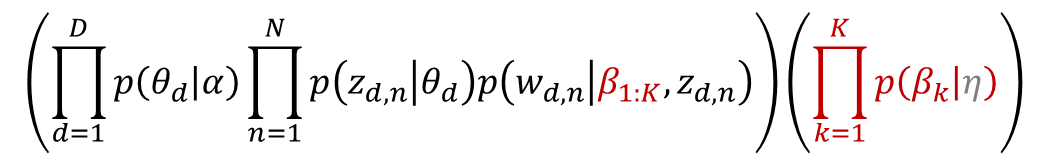 (∏_{d=1}^{D} p(θ_d|α) ∏_{n=1}^{N} p(z_{d,n}|θ_d)p(w_{d,n}|β_{1:K}, z_{d,n})) (∏_{k=1}^{K} p(β_k|η))